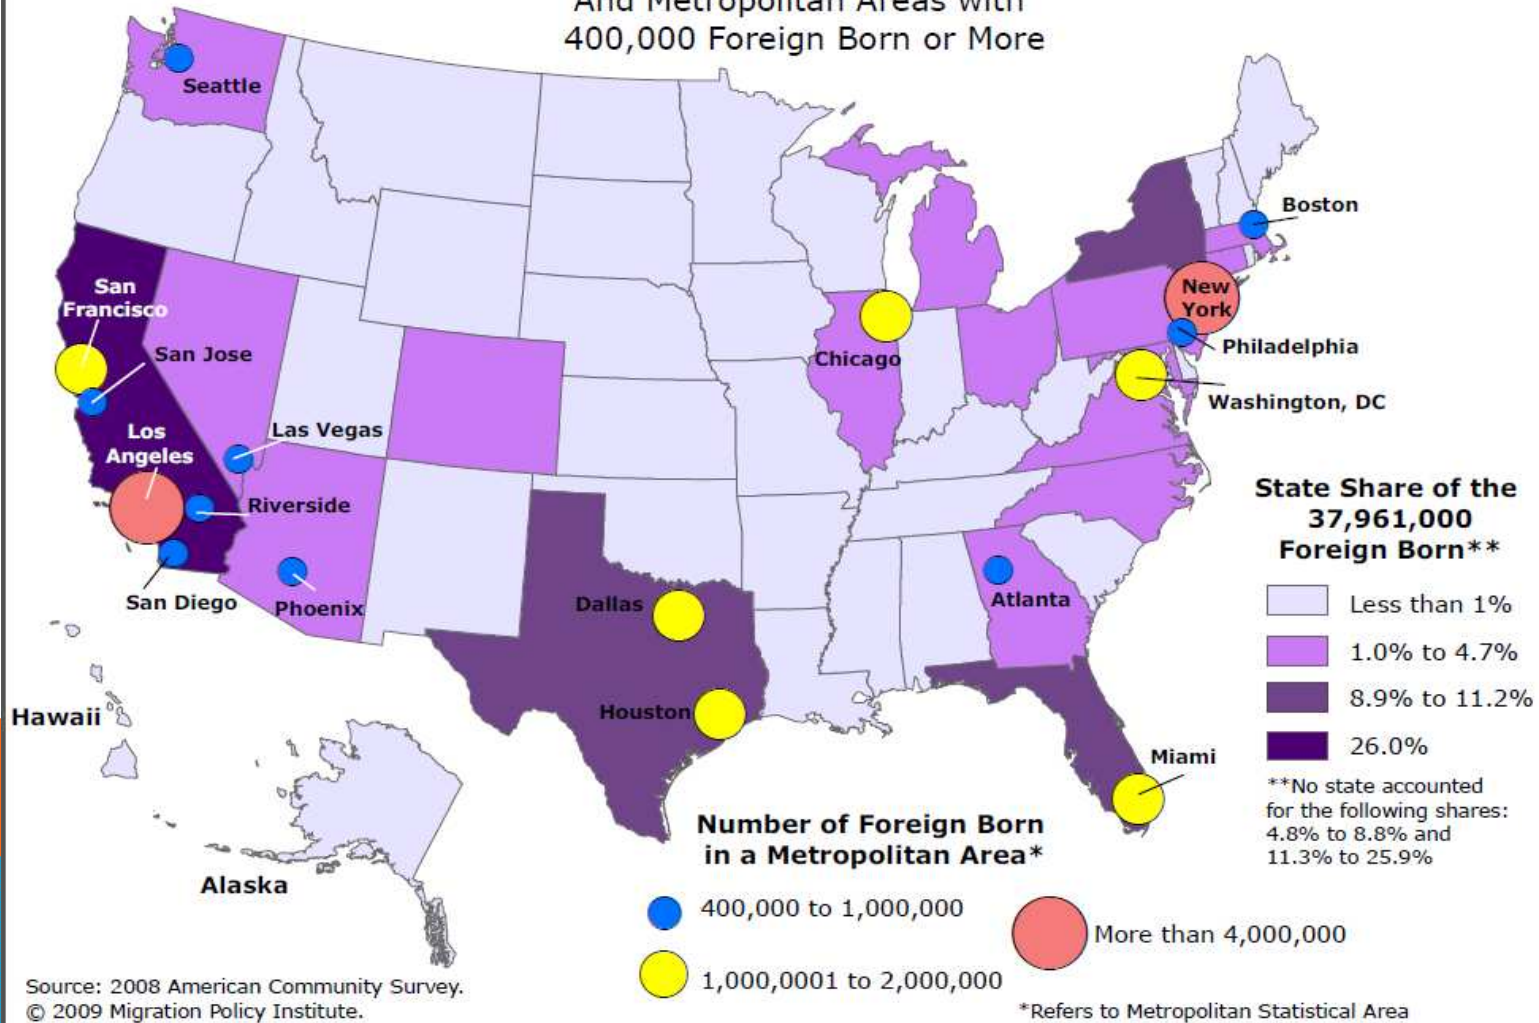 And Metropolitan Areas with
400,000 Foreign Born or More
Seattle
Boston
San
Francisco
New
York
San Jose
Chicago
Philadelphia
Washington, DC
Los
Angeles
Las Vegas
Riverside
San Diego
Phoenix
Dallas
Atlanta
Houston
Miami
Hawaii
Alaska
State Share of the
37,961,000
Foreign Born**
Less than 1%
1.0% to 4.7%
8.9% to 11.2%
26.0%
**No state accounted
for the following shares:
4.8% to 8.8% and
11.3% to 25.9%
Number of Foreign Born
in a Metropolitan Area*
400,000 to 1,000,000
1,000,0001 to 2,000,000
More than 4,000,000
Source: 2008 American Community Survey.
© 2009 Migration Policy Institute.
*Refers to Metropolitan Statistical Area